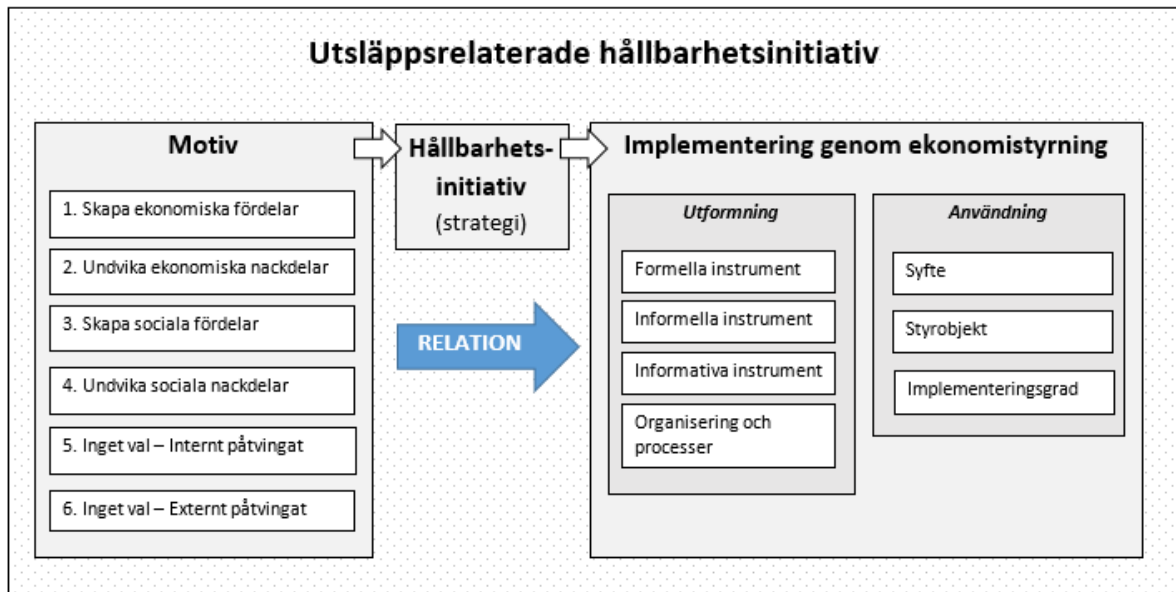 Utsläppsrelaterade hållbarhetsinitiativ
Motiv
1. Skapa ekonomiska fördelar
2. Undvika ekonomiska nackdelar
3. Skapa sociala fördelar
4. Undvika sociala nackdelar
5. Inget val – Internt påtvingat
6. Inget val – Externt påtvingat
Hållbarhets-
initiativ
(strategi)
RELATION
Implementering genom ekonomistyrning
Utformning
Formella instrument
Informella instrument
Informativa instrument
Organisering och
processer
Användning
Syfte
Styrobjekt
Implementeringsgrad